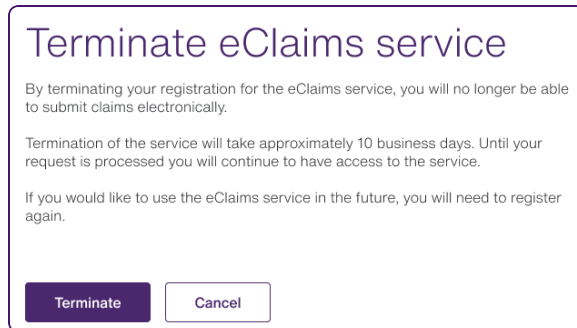 Terminate eClaims service
By terminating your registration for the eClaims service, you will no longer be able
to submit claims electronically.
Termination of the service will take approximately 10 business days. Until your
request is processed you will continue to have access to the service.
If you would like to use the eClaims service in the future, you will need to register
again.
Terminate
Cancel